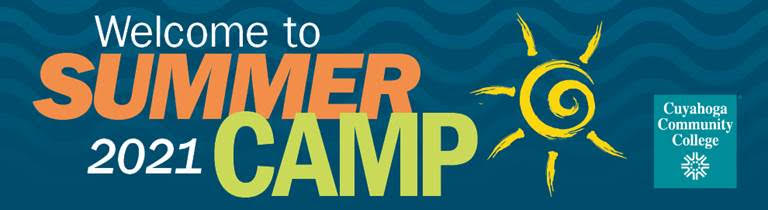 Welcome to
SUMMER
2021 CAMP
Cuyahoga
Community
College